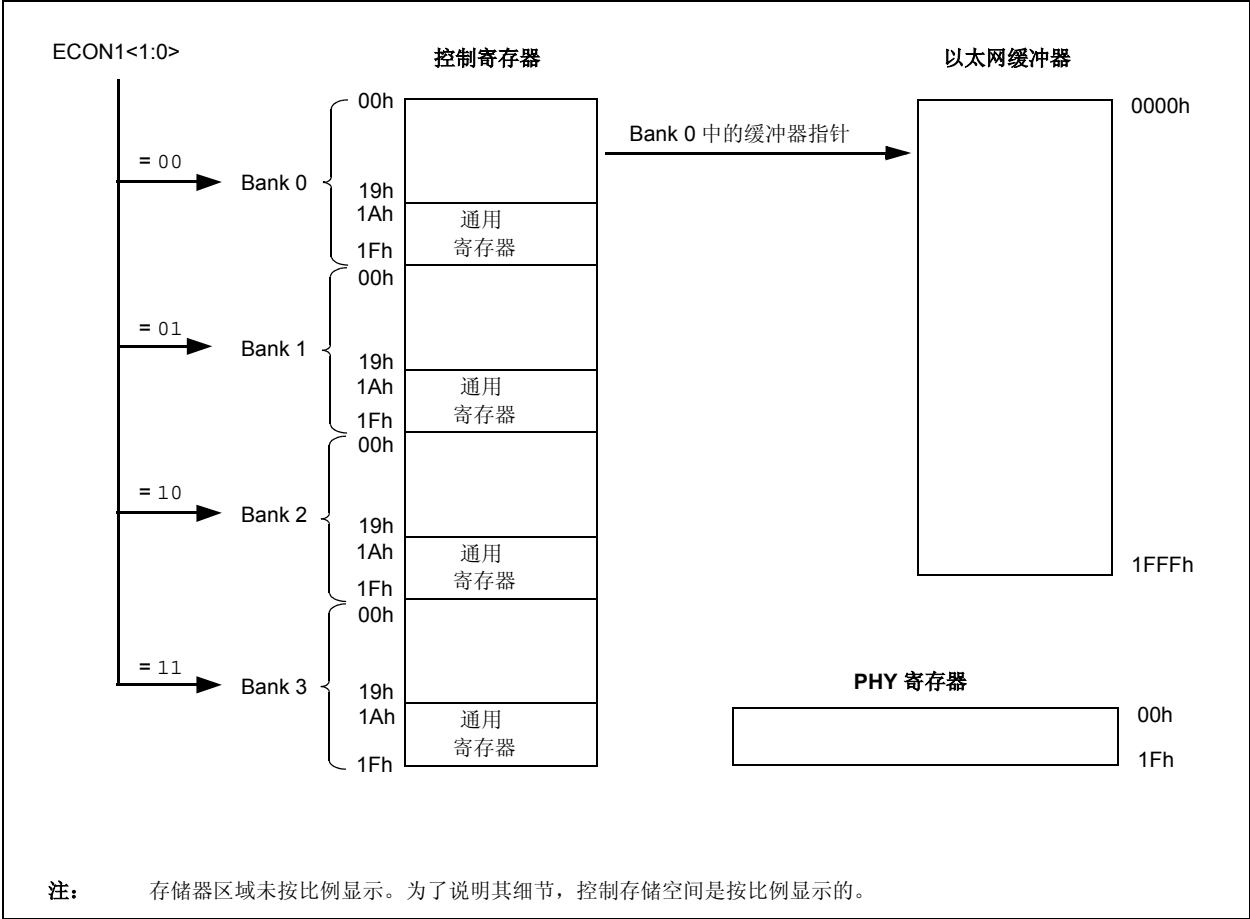 ECON1<1:0>
控制寄存器
以太网缓冲器
00h
0000h
Bank 0 中的缓冲器指针
= 00
Bank 0
19h
1Ah
通用
寄存器
1Fh
00h
= 01
Bank 1
19h
1Ah
通用
寄存器
1Fh
00h
= 10
Bank 2
19h
1Ah
通用
寄存器
1Fh
1FFFh
00h
= 11
Bank 3
19h
1Ah
通用
寄存器
1Fh
PHY 寄存器
00h
1Fh
注： 存储器区域未按比例显示。为了说明其细节，控制存储空间是按比例显示的。